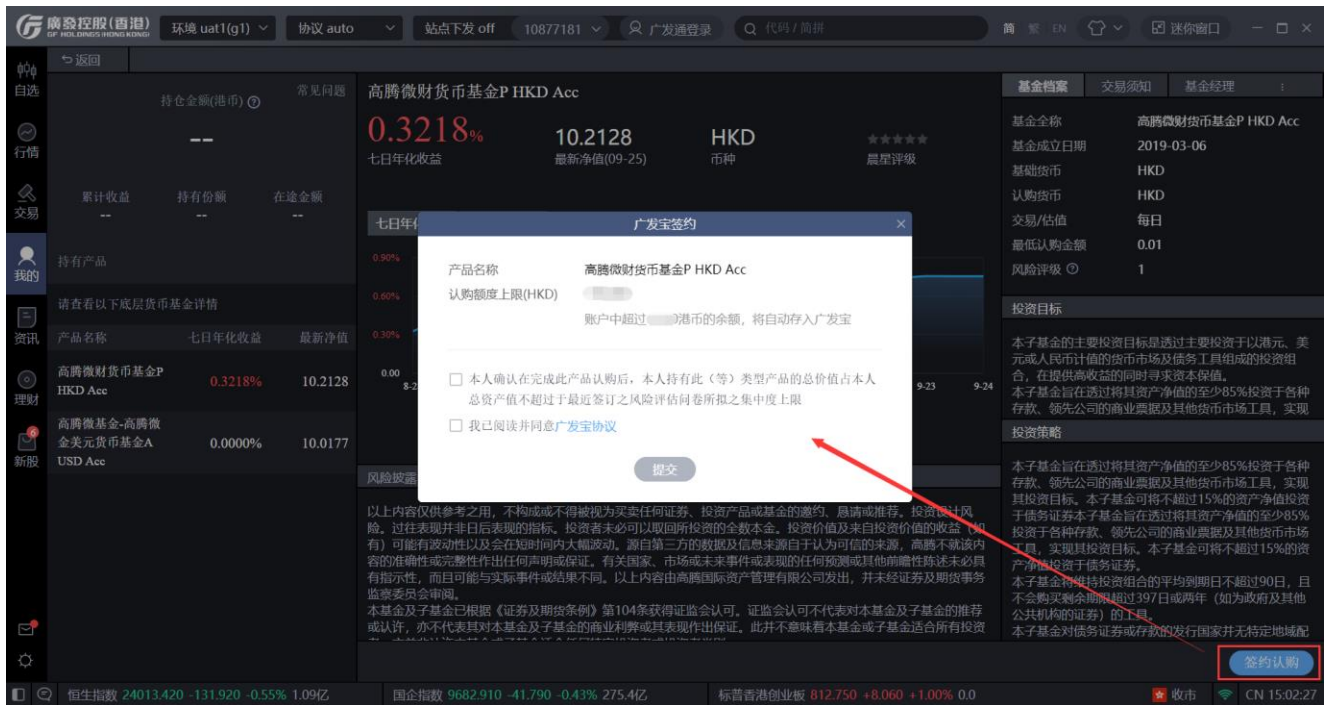 廣發控股(香港)
GF HOLDINGS (HONG KONG)
环境 uat1(g1)
协议 auto
站点下发 off
10877181
广发通登录
代码 / 简拼
简 繁 EN
迷你窗口
返回
自选
行情
交易
我的
资讯
理财
6
新股
持仓金额(港币)
常见问题
--
累计收益 持有份额 在途金额
-- -- --
持有产品
请查看以下底层货币基金详情
产品名称 七日年化收益 最新净值
高腾微财货币基金P
HKD Acc
0.3218% 10.2128
高腾微基金-高腾微
金美元货币基金A
USD Acc
0.0000% 10.0177
高腾微财货币基金P HKD Acc
0.3218% 10.2128 HKD ★★★★★
七日年化收益 最新净值(09-25) 币种 晨星评级
七日年
0.90%
0.60%
0.30%
0.00
8-2
9-23 9-24
广发宝签约
产品名称 高腾微财货币基金P HKD Acc
认购额度上限(HKD)
账户中超过 港币的余额，将自动存入广发宝
本人确认在完成此产品认购后，本人持有此（等）类型产品的总价值占本人
总资产值不超过于最近签订之风险评估问卷所拟之集中度上限
我已阅读并同意广发宝协议
提交
风险披露
以上内容仅供参考之用，不构成或不得被视为买卖任何证券、投资产品或基金的邀约、恳请或推荐。投资设计风
险。过往表现并非日后表现的指标。投资者未必可以取回所投资的全数本金。投资价值及来自投资价值的收益（如
有）可能有波动性以及会在短时间内大幅波动。源自第三方的数据及信息来源自于认为可信的来源，高腾不就该内
容的准确性或完整性作出任何声明或保证。有关国家、市场或未来事件或表现的任何预测或其他前瞻性陈述未必具
有指示性，而且可能与实际事件或结果不同。以上内容由高腾国际资产管理有限公司发出，并未经证券及期货事务
监察委员会审阅。
本基金及子基金已根据《证券及期货条例》第104条获得证监会认可。证监会认可不代表对本基金及子基金的推荐
或认许，亦不代表其对本基金及子基金的商业利弊或其表现作出保证。此并不意味着本基金或子基金适合所有投资
基金档案 交易须知 基金经理
基金全称 高腾微财货币基金P HKD Acc
基金成立日期 2019-03-06
基础货币 HKD
认购货币 HKD
交易/估值 每日
最低认购金额 0.01
风险评级 1
投资目标
本子基金的主要投资目标是透过主要投资于以港元、美
元或人民币计值的货币市场及债务工具组成的投资组
合，在提供高收益的同时寻求资本保值。
本子基金旨在透过将其资产净值的至少85%投资于各种
存款、领先公司的商业票据及其他货币市场工具，实现
投资策略
本子基金旨在透过将其资产净值的至少85%投资于各种
存款、领先公司的商业票据及其他货币市场工具，实现
其投资目标。本子基金可将不超过15%的资产净值投资
于债务证券本子基金旨在透过将其资产净值的至少85%
投资于各种存款、领先公司的商业票据及其他货币市场
工具，实现其投资目标。本子基金可将不超过15%的资
产净值投资于债务证券。
本子基金将维持投资组合的平均到期日不超过90日，且
不会购买剩余期限超过397日或两年（如为政府及其他
公共机构的证券）的工具。
本子基金对债务证券或存款的发行国家并无特定地域配
签约认购
恒生指数 24013.420 -131.920 -0.55% 1.09亿
国企指数 9682.910 -41.790 -0.43% 275.4亿
标普香港创业板 812.750 +8.060 +1.00% 0.0
收市
CN 15:02:27